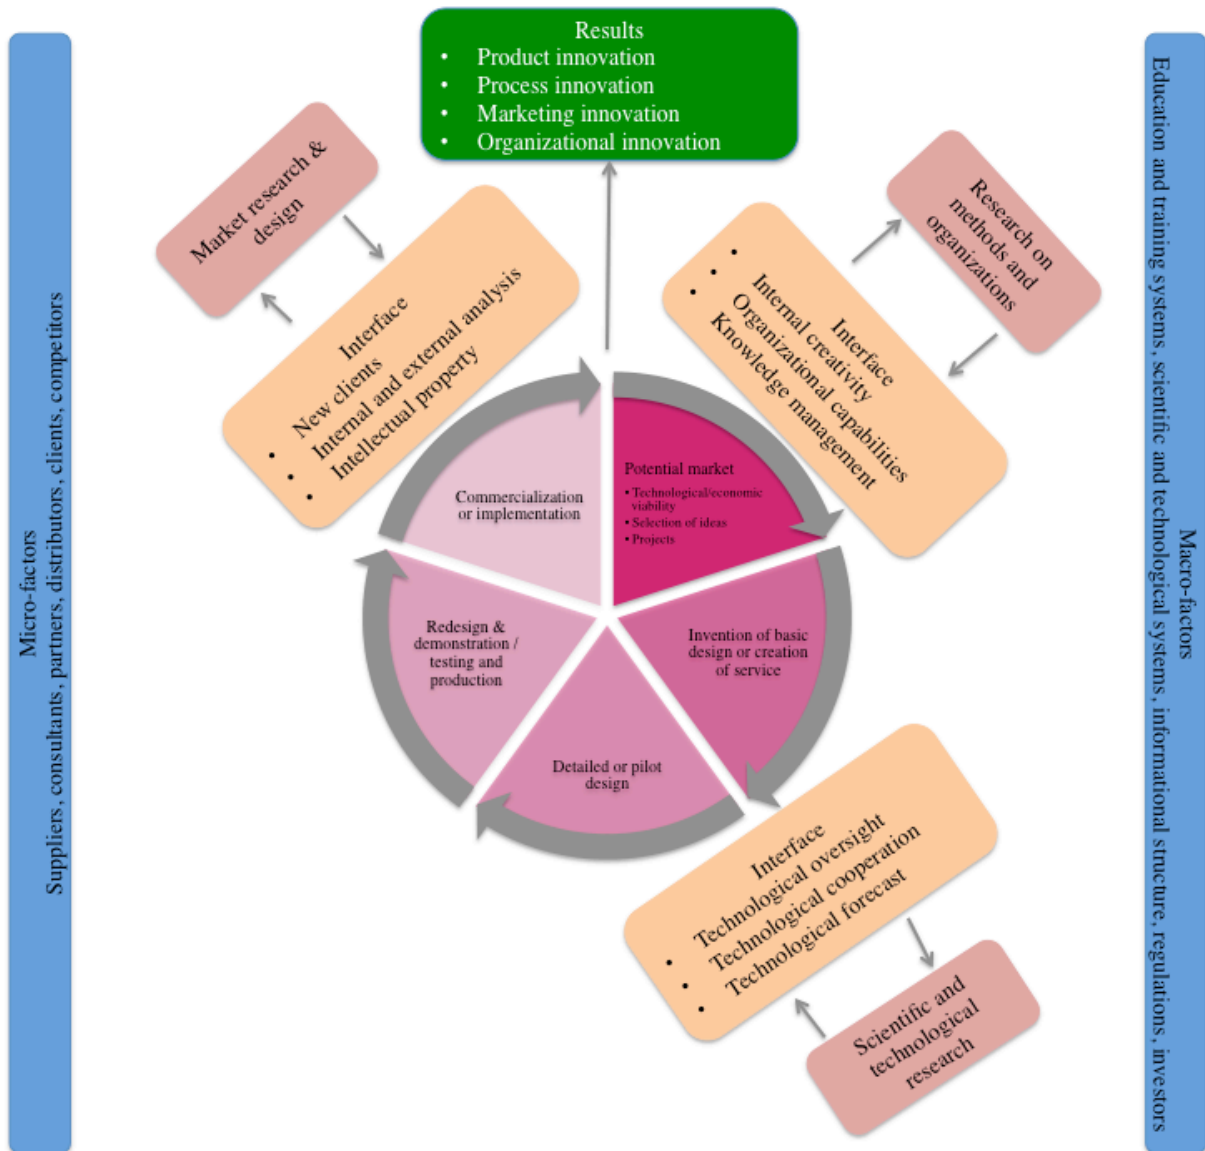 Results
• Product innovation
• Process innovation
• Marketing innovation
• Organizational innovation
Micro-factors
Suppliers, consultants, partners, distributors, clients, competitors
Market research &
design
Interface
• New clients
• Internal and external analysis
• Intellectual property
Interface
• Internal creativity
• Organizational capabilities
• Knowledge management
Research on
methods and
organizations
Macro-factors
Education and training systems, scientific and technological systems, informational structure, regulations, investors
Potential market
• Technological/economic
viability
• Selection of ideas
• Projects
Invention of basic
design or creation
of service
Detailed or pilot
design
Redesign &
demonstration /
testing and
production
Commercialization
or implementation
Interface
• Technological oversight
• Technological cooperation
• Technological forecast
Scientific and
technological
research